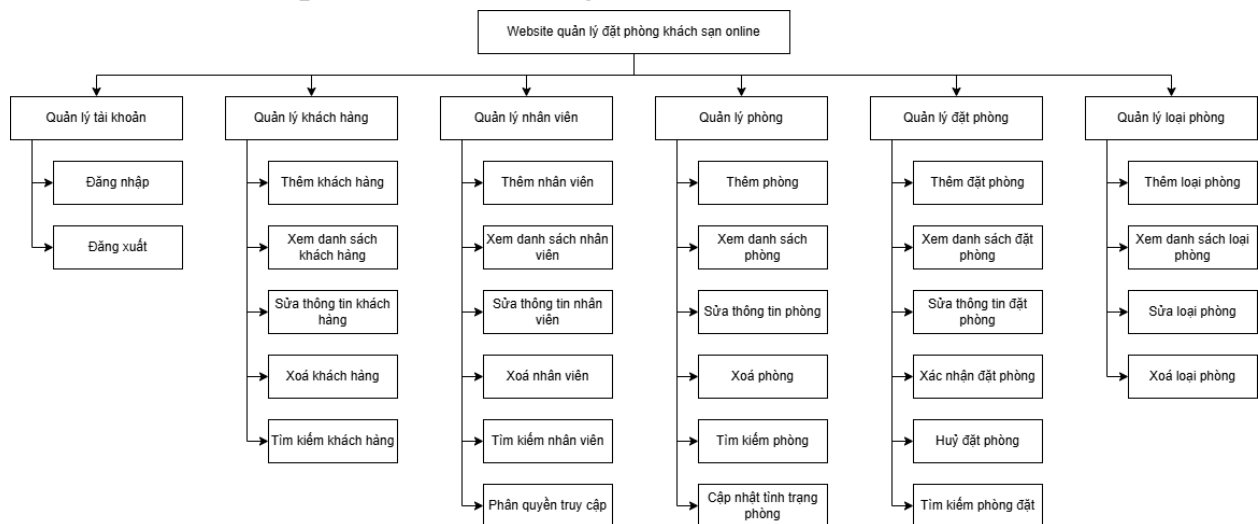 Website quản lý đặt phòng khách sạn online
Quản lý tài khoản
Quản lý khách hàng
Quản lý nhân viên
Quản lý phòng
Quản lý đặt phòng
Quản lý loại phòng
Đăng nhập
Thêm khách hàng
Thêm nhân viên
Thêm phòng
Thêm đặt phòng
Thêm loại phòng
Đăng xuất
Xem danh sách
khách hàng
Xem danh sách nhân
viên
Xem danh sách
phòng
Xem danh sách đặt
phòng
Xem danh sách loại
phòng
Sửa thông tin khách
hàng
Sửa thông tin nhân
viên
Sửa thông tin phòng
Sửa thông tin đặt
phòng
Sửa loại phòng
Xoá khách hàng
Xoá nhân viên
Xoá phòng
Xác nhận đặt phòng
Xoá loại phòng
Tìm kiếm khách hàng
Tìm kiếm nhân viên
Tìm kiếm phòng
Huỷ đặt phòng
Phân quyền truy cập
Cập nhật tình trạng
phòng
Tìm kiếm phòng đặt